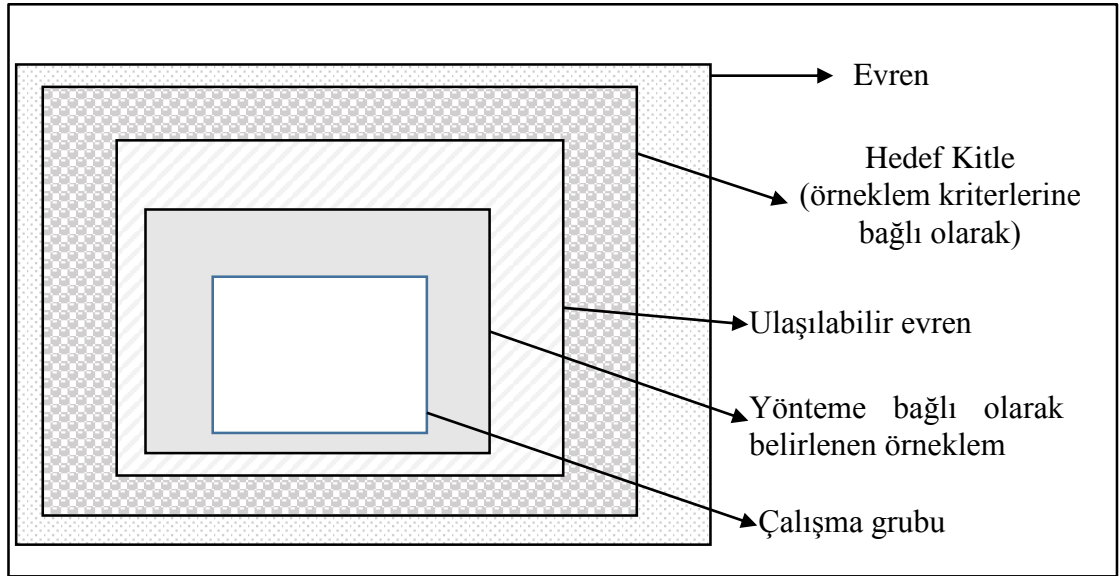 Evren
Hedef Kitle
(örneklem kriterlerine
bağlı olarak)
Ulaşılabilir evren
Yönteme bağlı olarak
belirlenen örneklem
Çalışma grubu